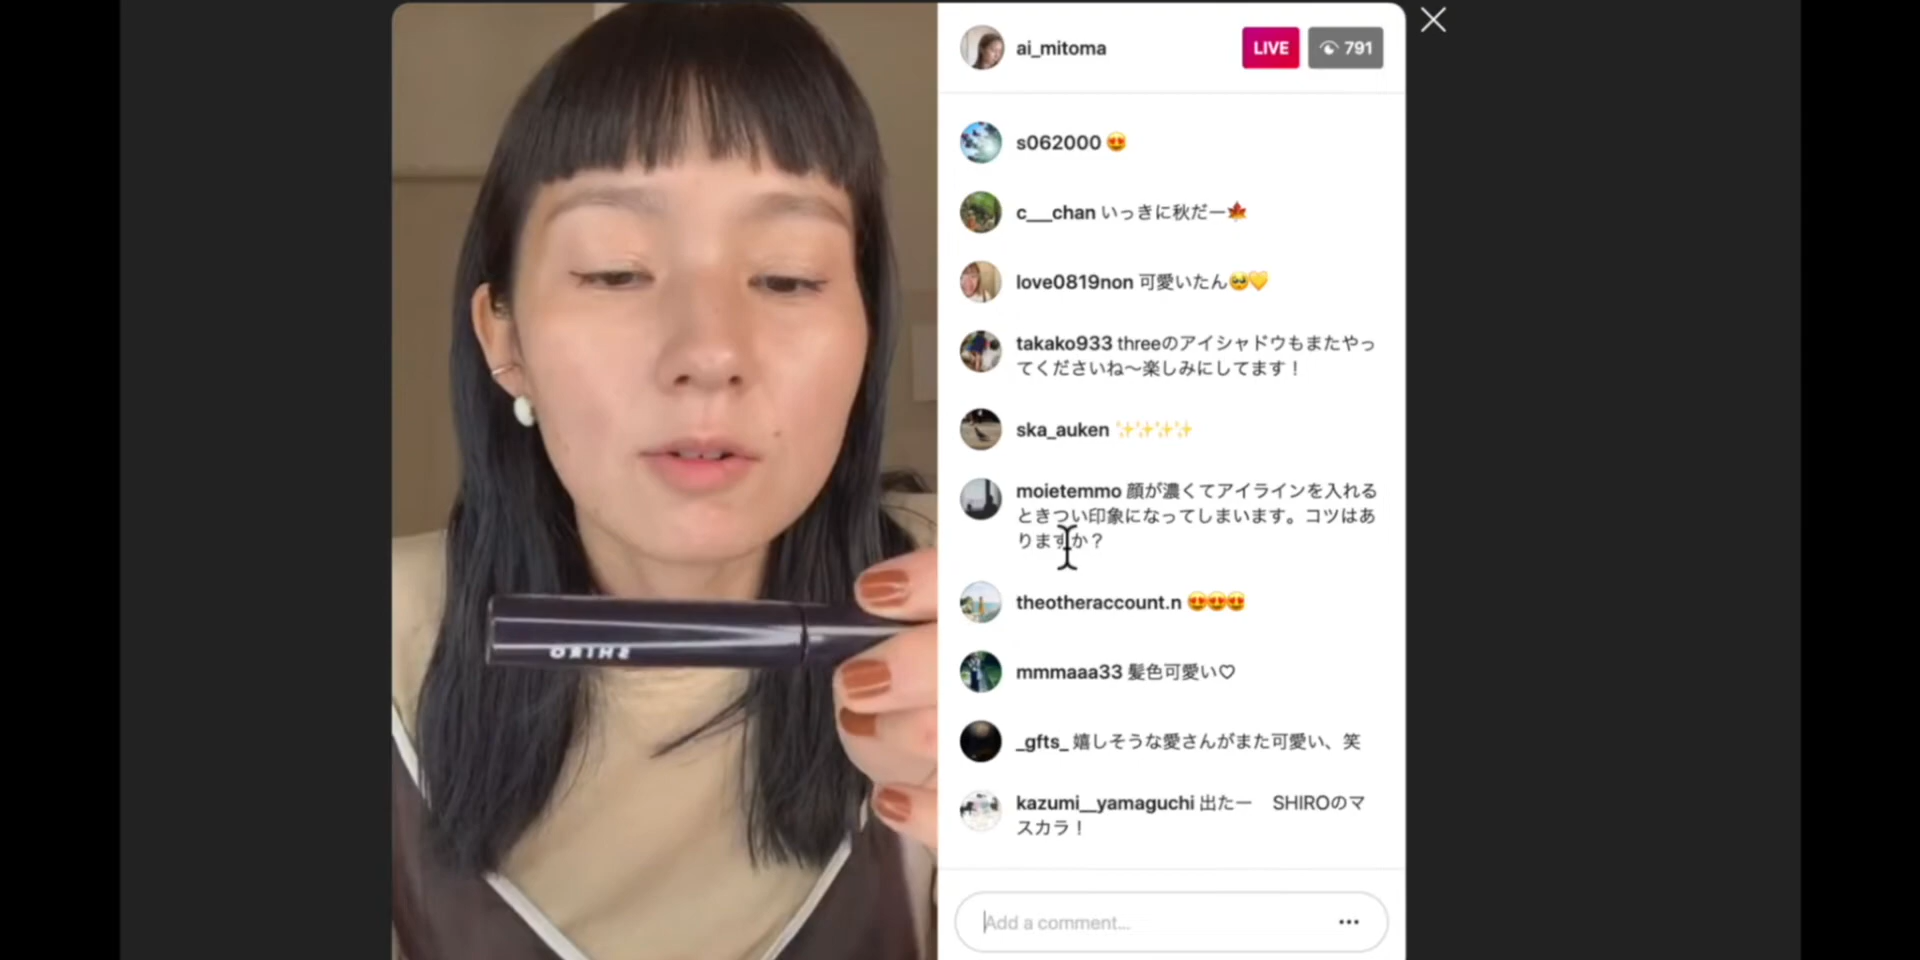 ai_mitoma
LIVE
791
s062000 😍
c___chan いっきに秋だー🍁
love0819non 可愛いたん🥺💛
takako933 threeのアイシャドウもまたやっ
てくださいね〜楽しみにしてます！
ska_auken ✨✨✨✨
moietemmo 顔が濃くてアイラインを入れる
ときつい印象になってしまいます。コツはあ
りますか？
theotheraccount.n 😍😍😍
mmmaaa33 髪色可愛い♡
_gfts_ 嬉しそうな愛さんがまた可愛い、笑
kazumi__yamaguchi 出たー　SHIROのマ
スカラ！
Add a comment...
SHIRO